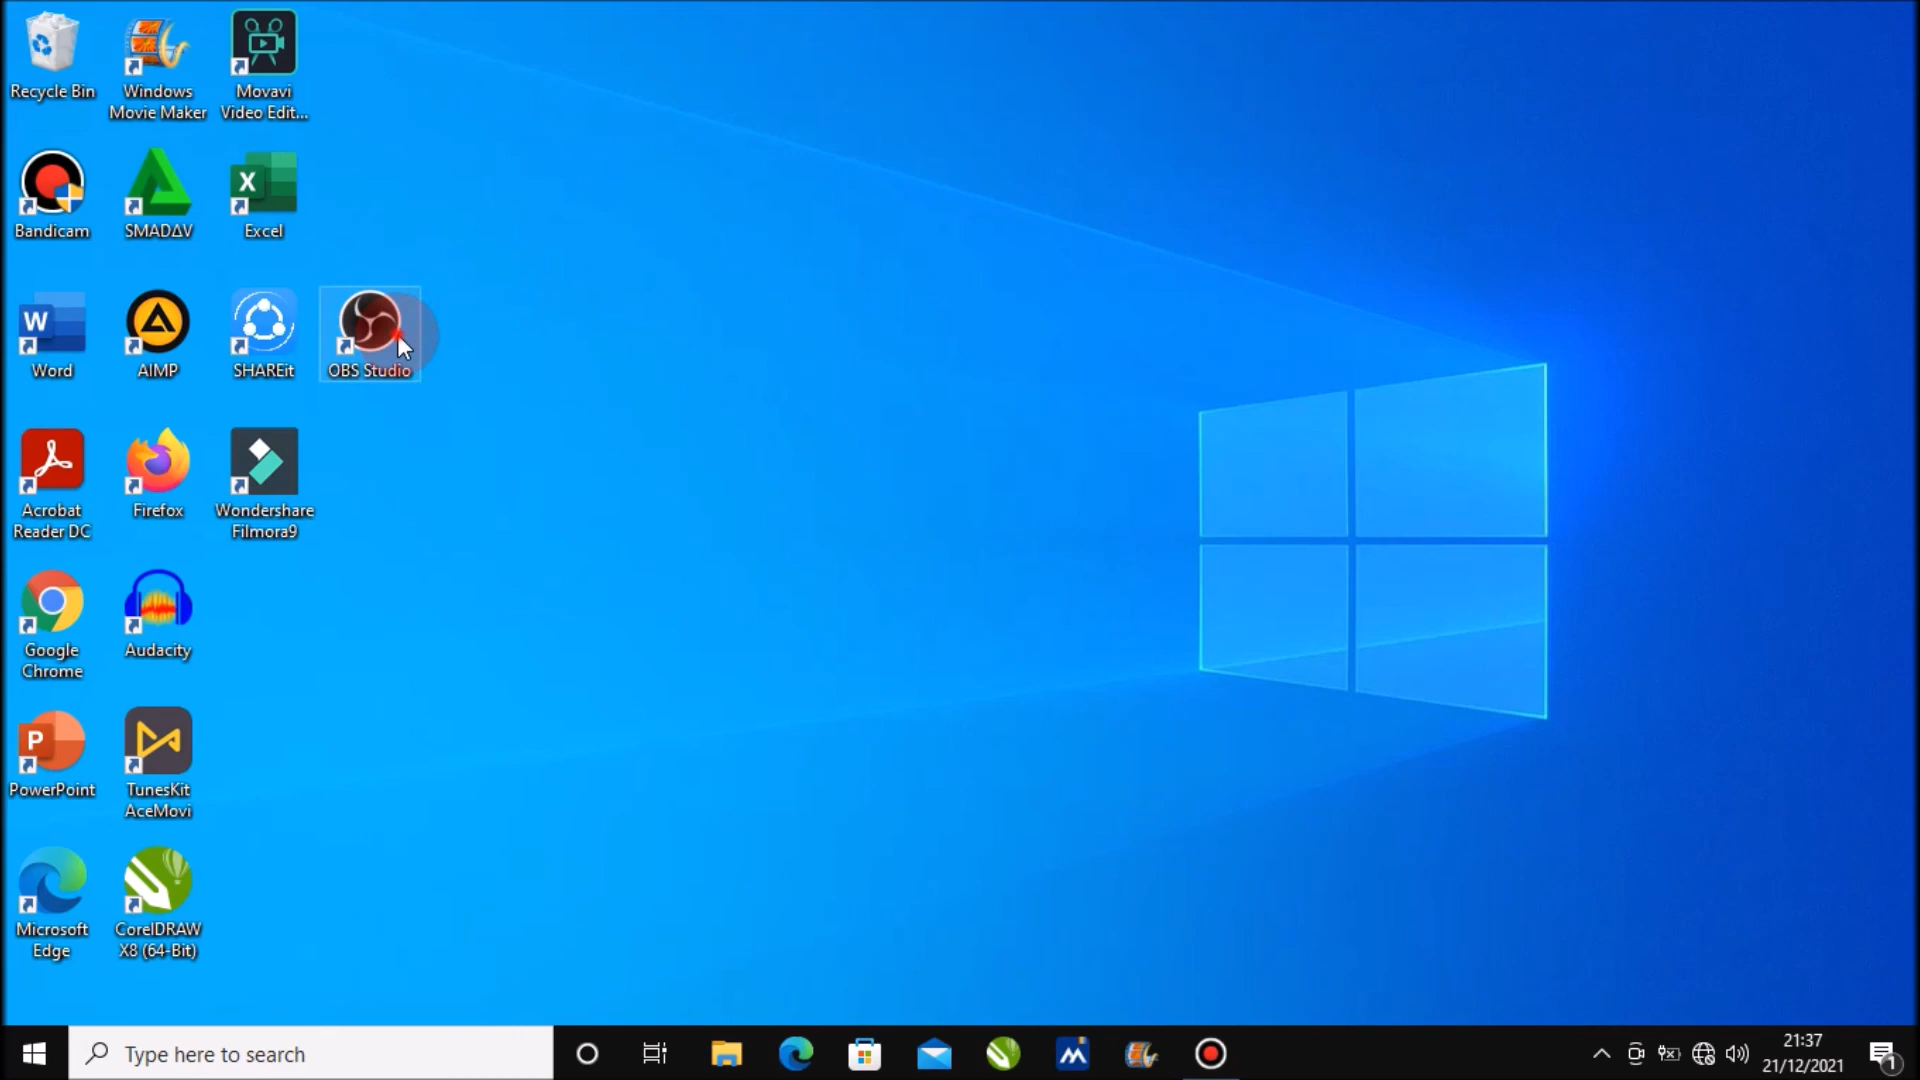 Recycle Bin
Windows
Movie Maker
Movavi
Video Edit...
Bandicam
SMADΔV
X
Excel
W
Word
AIMP
SHAREit
OBS Studio
Acrobat
Reader DC
Firefox
Wondershare
Filmora9
Google
Chrome
Audacity
P
PowerPoint
TunesKit
AceMovi
Microsoft
Edge
CorelDRAW
X8 (64-Bit)
Type here to search
21:37
21/12/2021
1